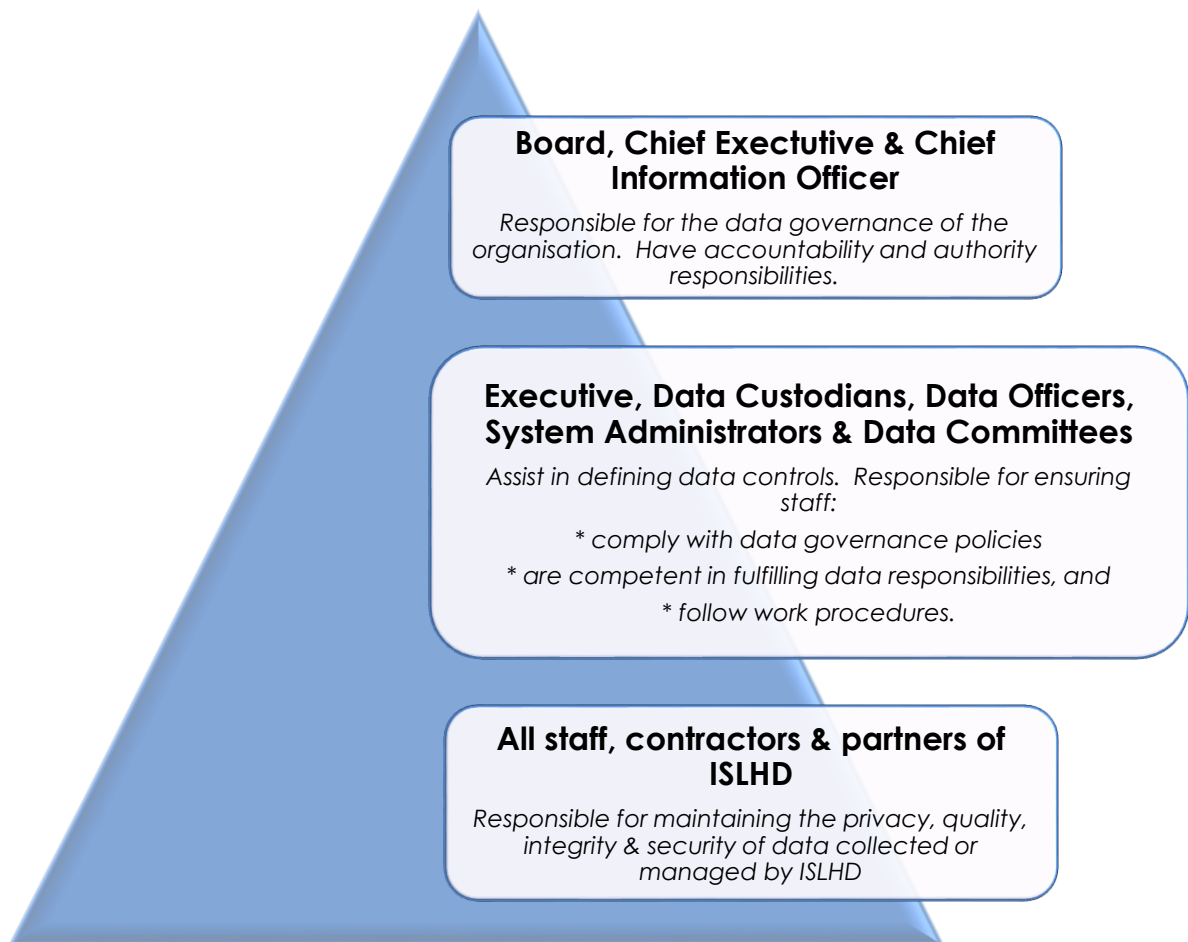 Board, Chief Exectutive & Chief
Information Officer
Responsible for the data governance of the
organisation.  Have accountability and authority
responsibilities.
Executive, Data Custodians, Data Officers,
System Administrators & Data Committees
Assist in defining data controls.  Responsible for ensuring
staff:
* comply with data governance policies
* are competent in fulfilling data responsibilities, and
* follow work procedures.
All staff, contractors & partners of
ISLHD
Responsible for maintaining the privacy, quality,
integrity & security of data collected or
managed by ISLHD